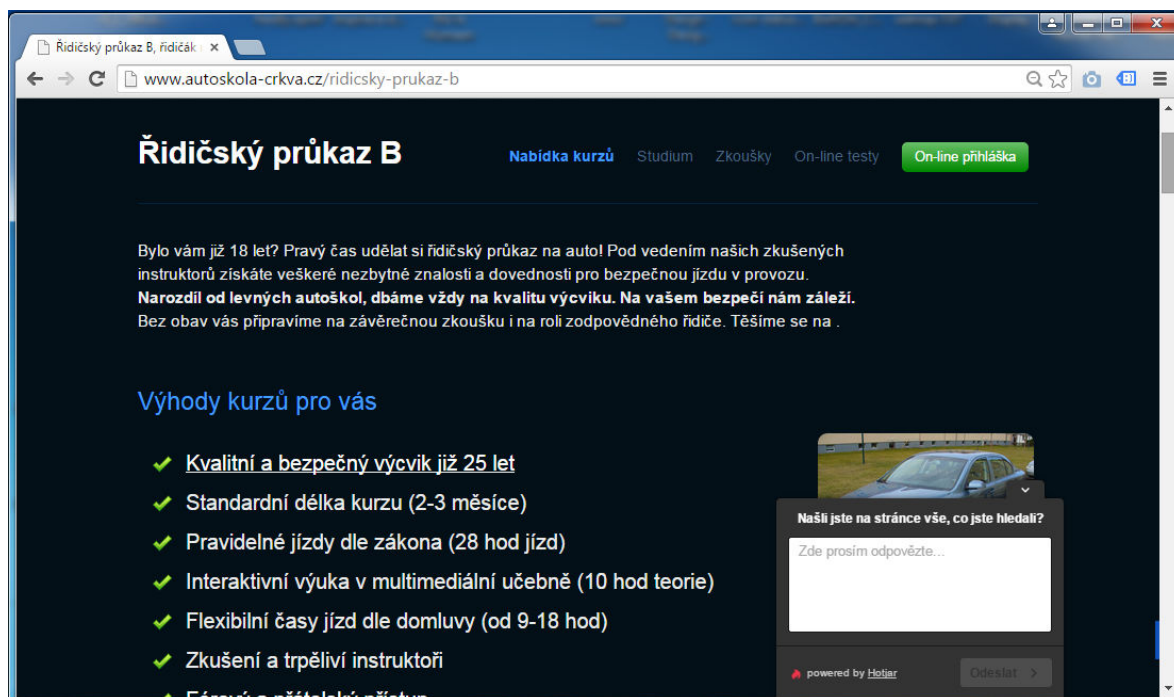 Řidičský průkaz B, řidičák
www.autoskola-crkva.cz/ridicsky-prukaz-b
Řidičský průkaz B
Nabídka kurzů Studium Zkoušky On-line testy On-line přihláška
Bylo vám již 18 let? Pravý čas udělat si řidičský průkaz na auto! Pod vedením našich zkušených
instruktorů získáte veškeré nezbytné znalosti a dovednosti pro bezpečnou jízdu v provozu.
Narozdíl od levných autoškol, dbáme vždy na kvalitu výcviku. Na vašem bezpečí nám záleží.
Bez obav vás připravíme na závěrečnou zkoušku i na roli zodpovědného řidiče. Těšíme se na .
Výhody kurzů pro vás
Kvalitní a bezpečný výcvik již 25 let
Standardní délka kurzu (2-3 měsíce)
Pravidelné jízdy dle zákona (28 hod jízd)
Interaktivní výuka v multimediální učebně (10 hod teorie)
Flexibilní časy jízd dle domluvy (od 9-18 hod)
Zkušení a trpěliví instruktoři
a přátelský přístup
Našli jste na stránce vše, co jste hledali?
Zde prosím odpovězte...
powered by Hotjar
Odeslat >